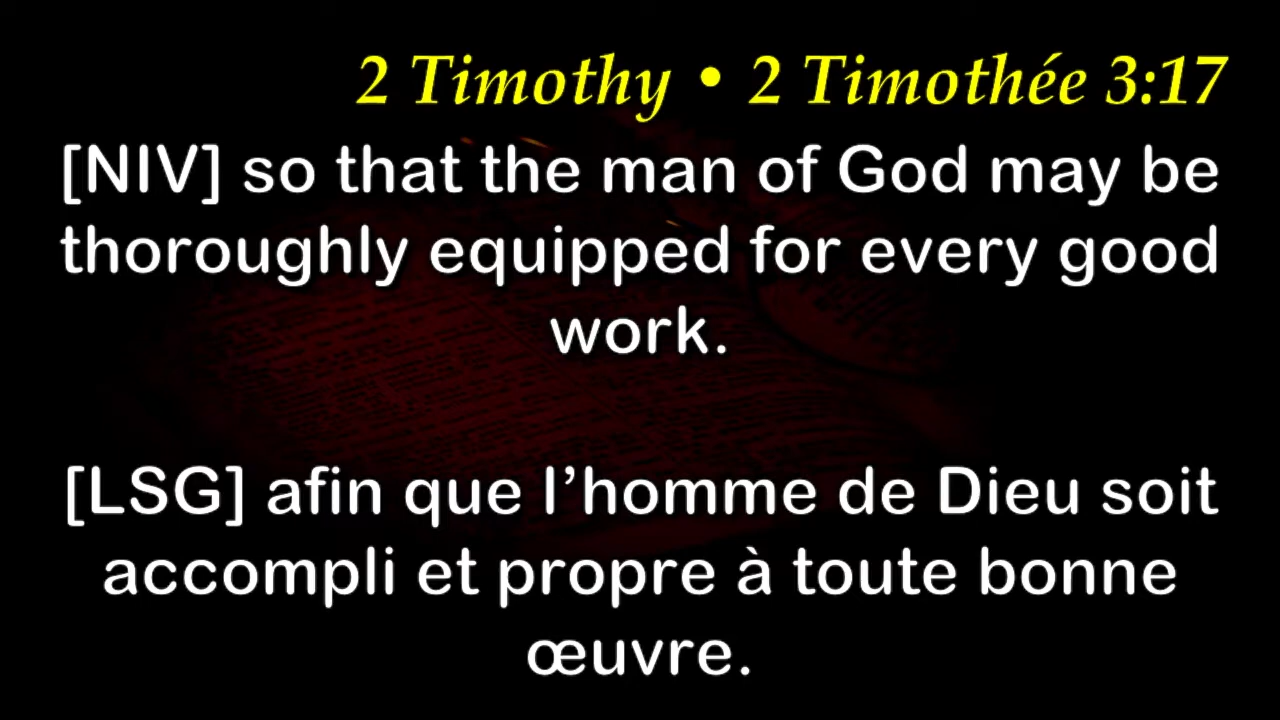 2 Timothy • 2 Timothée 3:17
[NIV] so that the man of God may be
thoroughly equipped for every good
work.
[LSG] afin que l’homme de Dieu soit
accompli et propre à toute bonne
œuvre.